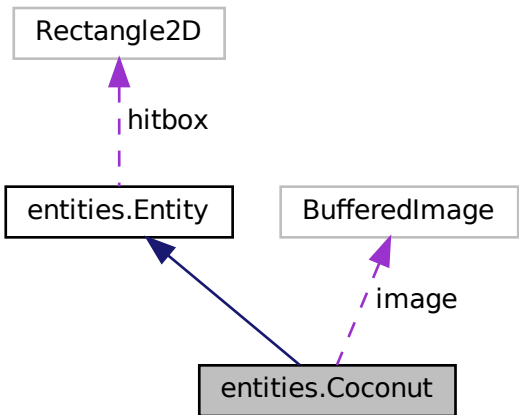 Rectangle2D
hitbox
entities.Entity
BufferedImage
image
entities.Coconut